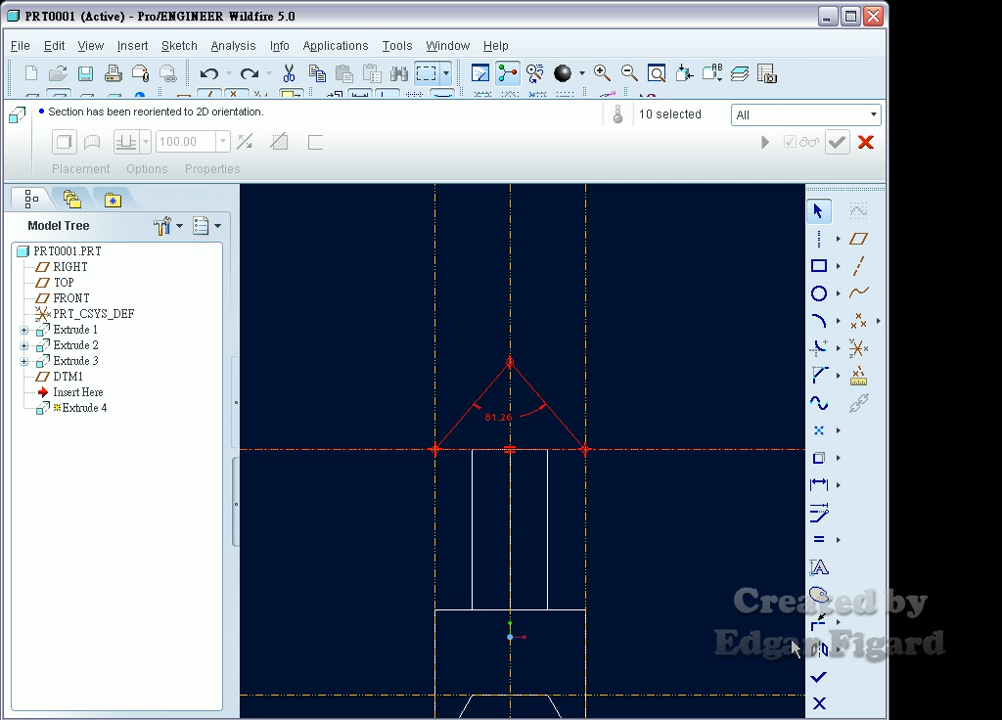 PRT0001 (Active) - Pro/ENGINEER Wildfire 5.0
File Edit View Insert Sketch Analysis Info Applications Tools Window Help
Section has been reoriented to 2D orientation.
10 selected
All
100.00
Placement Options Properties
Model Tree
PRT0001.PRT
RIGHT
TOP
FRONT
PRT_CSYS_DEF
Extrude 1
Extrude 2
Extrude 3
DTM1
Insert Here
Extrude 4
81.26
Created by
Edgar Figard